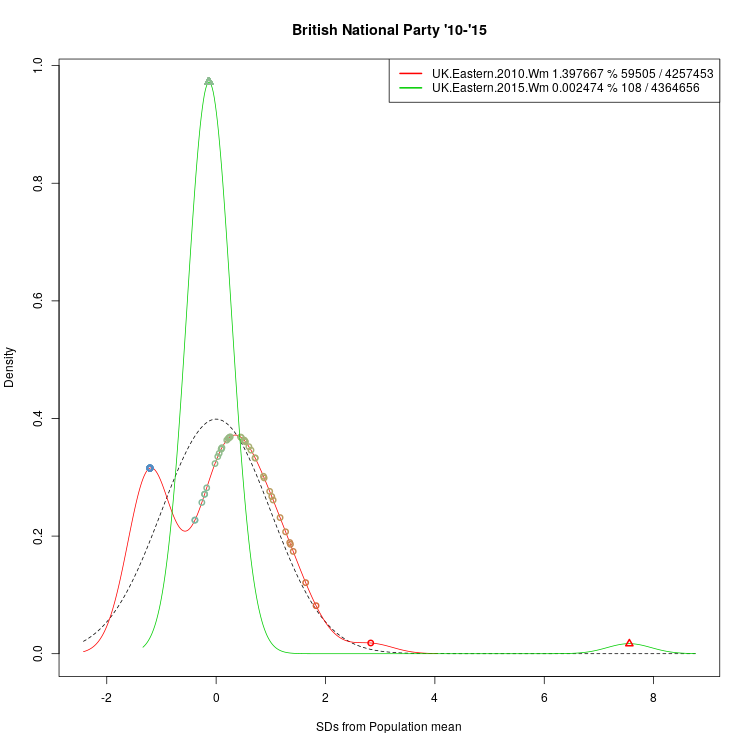 British National Party '10-'15
UK.Eastern.2010.Wm 1.397667 % 59505 / 4257453
UK.Eastern.2015.Wm 0.002474 % 108 / 4364656
1.0
0.8
0.6
0.4
0.2
0.0
Density
-2 0 2 4 6 8
SDs from Population mean